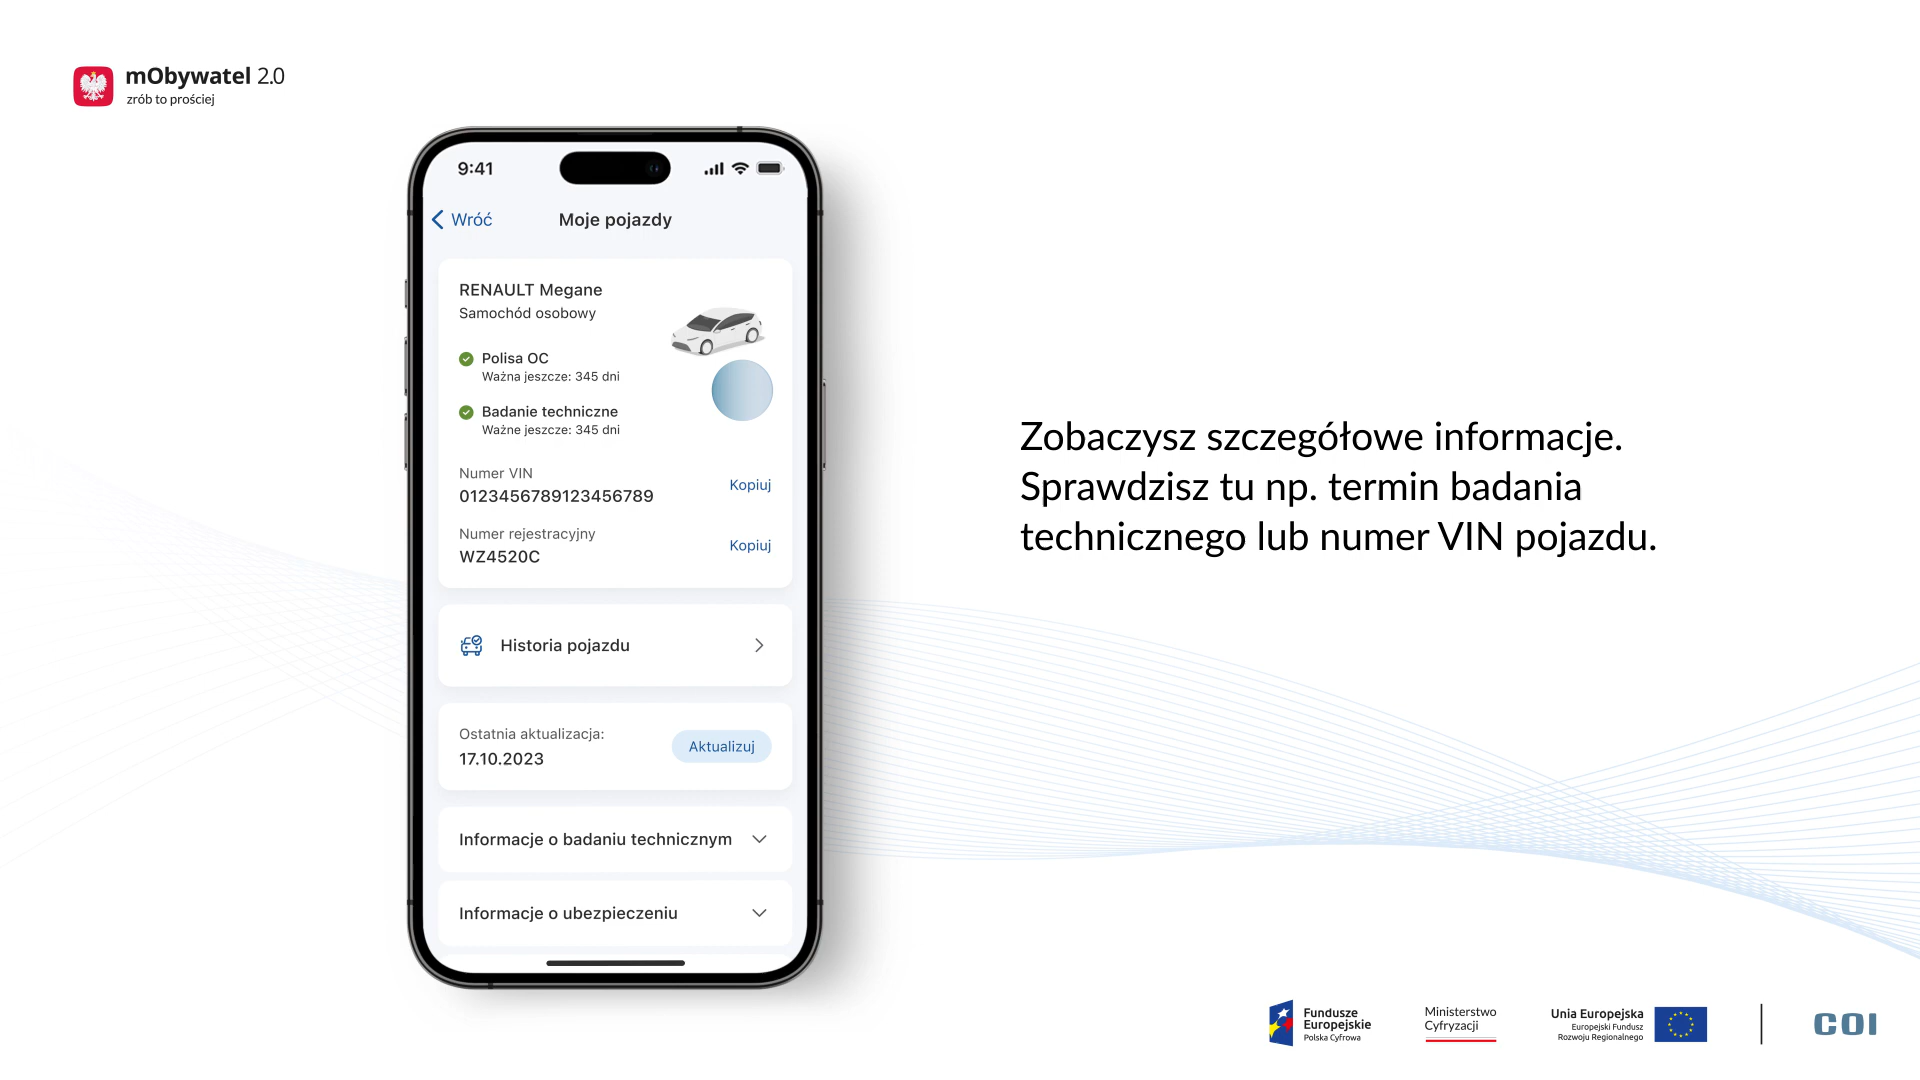 mObywatel 2.0
zrób to prościej
9:41
Wróć
Moje pojazdy
RENAULT Megane
Samochód osobowy
Polisa OC
Ważna jeszcze: 345 dni
Badanie techniczne
Ważne jeszcze: 345 dni
Numer VIN
0123456789123456789
Kopiuj
Numer rejestracyjny
WZ4520C
Kopiuj
Historia pojazdu
Ostatnia aktualizacja:
17.10.2023
Aktualizuj
Informacje o badaniu technicznym
Informacje o ubezpieczeniu
Zobaczysz szczegółowe informacje.
Sprawdzisz tu np. termin badania
technicznego lub numer VIN pojazdu.
Fundusze
Europejskie
Polska Cyfrowa
Ministerstwo
Cyfryzacji
Unia Europejska
Europejski Fundusz
Rozwoju Regionalnego
COI